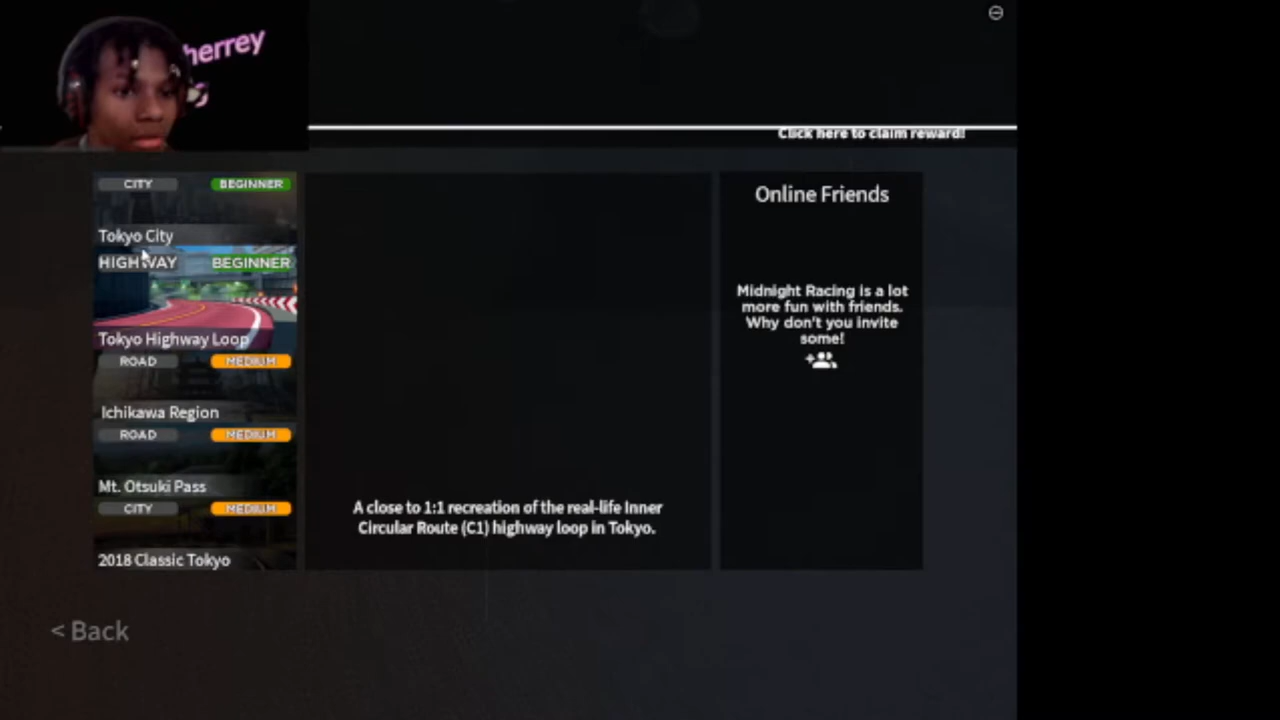 herrey
Click here to claim reward!
CITY
BEGINNER
Tokyo City
HIGHWAY
BEGINNER
Tokyo Highway Loop
ROAD
MEDIUM
Ichikawa Region
ROAD
MEDIUM
Mt. Otsuki Pass
CITY
MEDIUM
2018 Classic Tokyo
A close to 1:1 recreation of the real-life Inner
Circular Route (C1) highway loop in Tokyo.
Online Friends
Midnight Racing is a lot
more fun with friends.
Why don't you invite
some!
< Back